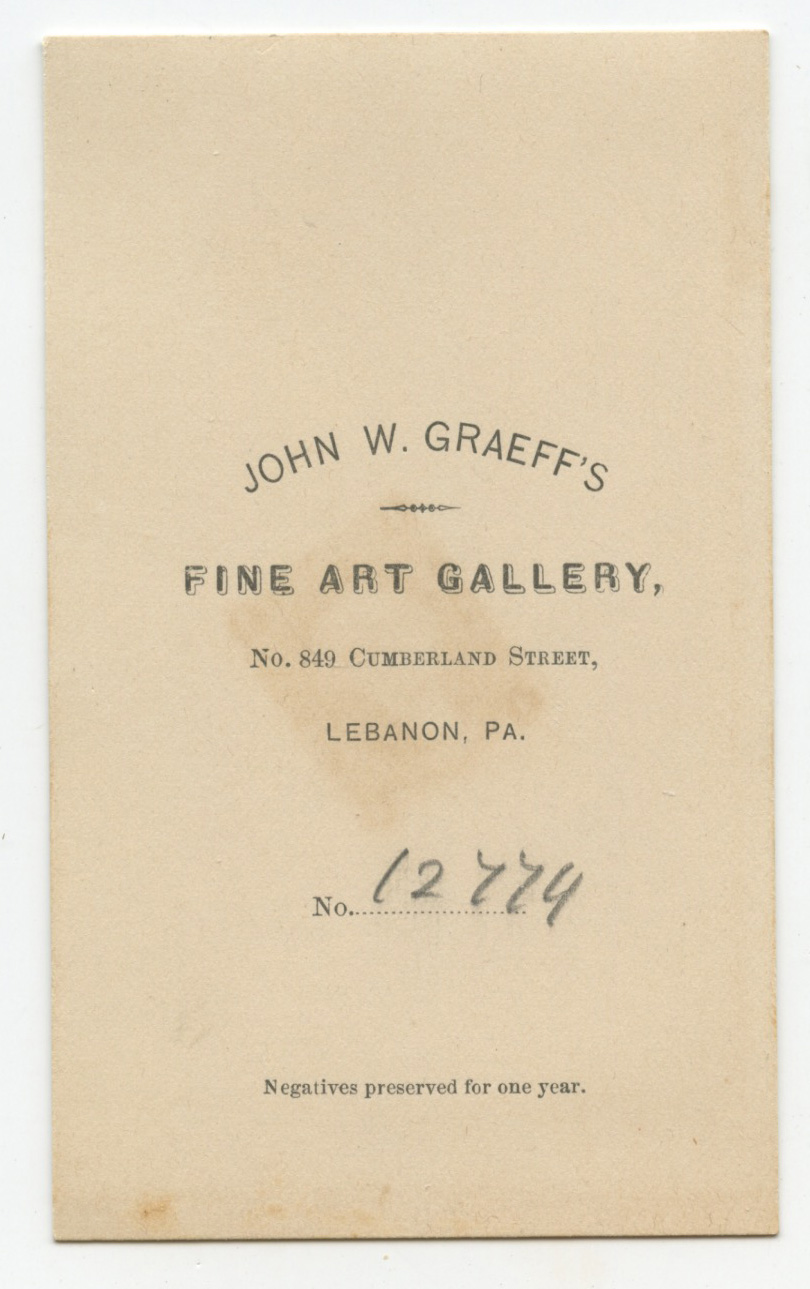 JOHN W. GRAEFF'S
FINE ART GALLERY,
No. 849 CUMBERLAND STREET,
LEBANON, PA.
No. 12774
Negatives preserved for one year.